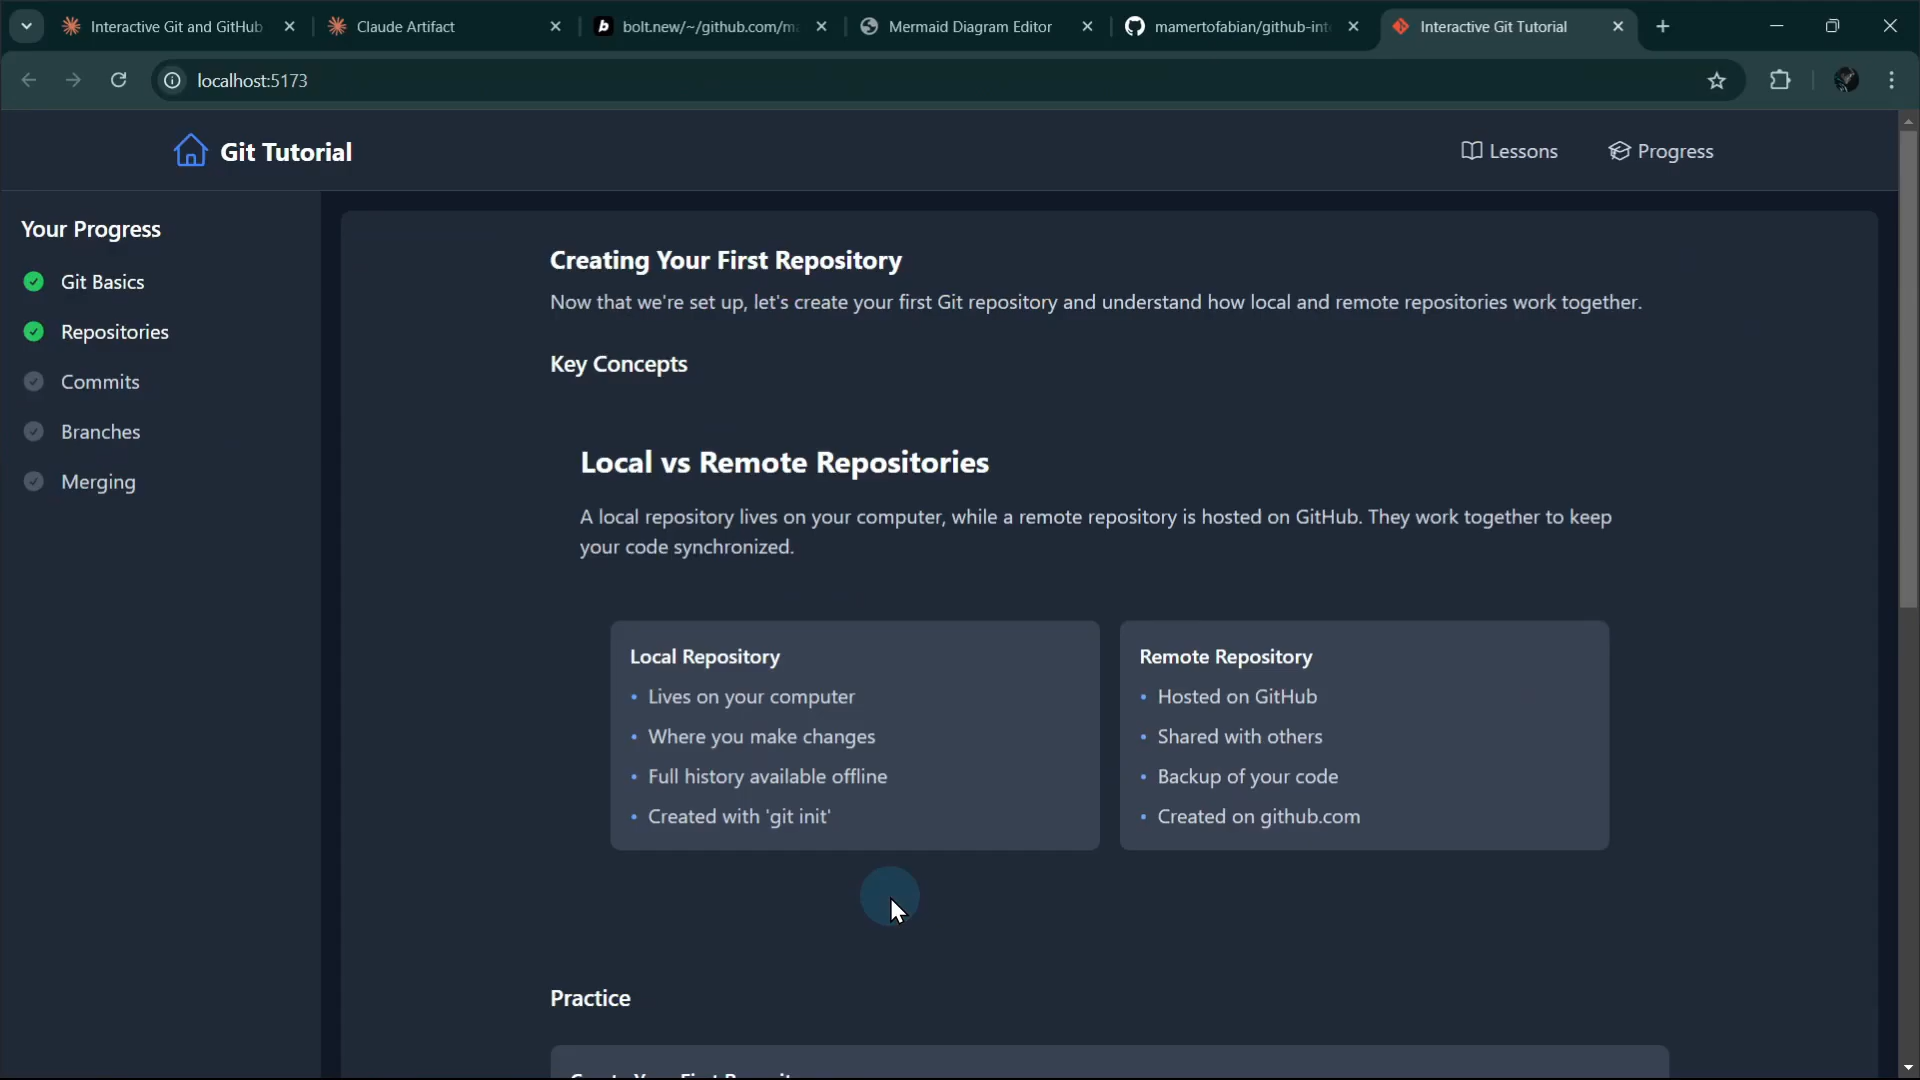 Interactive Git and GitHub
Claude Artifact
bolt.new/~/github.com/ma
Mermaid Diagram Editor
mamertofabian/github-int
Interactive Git Tutorial
localhost:5173
Git Tutorial
Lessons
Progress
Your Progress
Git Basics
Repositories
Commits
Branches
Merging
Creating Your First Repository
Now that we're set up, let's create your first Git repository and understand how local and remote repositories work together.
Key Concepts
Local vs Remote Repositories
A local repository lives on your computer, while a remote repository is hosted on GitHub. They work together to keep
your code synchronized.
Local Repository
• Lives on your computer
• Where you make changes
• Full history available offline
• Created with 'git init'
Remote Repository
• Hosted on GitHub
• Shared with others
• Backup of your code
• Created on github.com
Practice